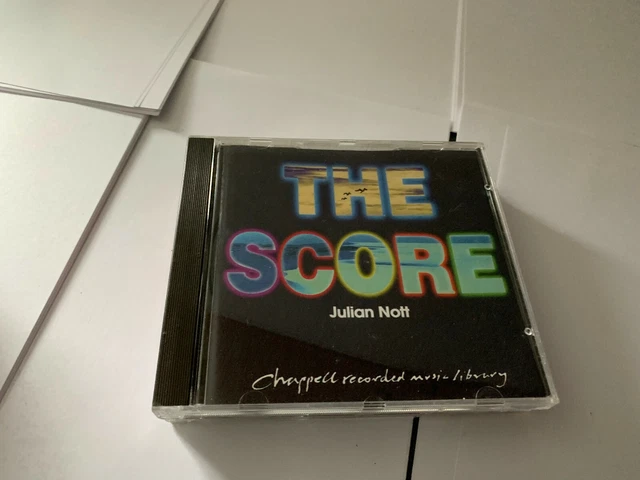 THE
SCORE
Julian Nott
Chappell recorded music library